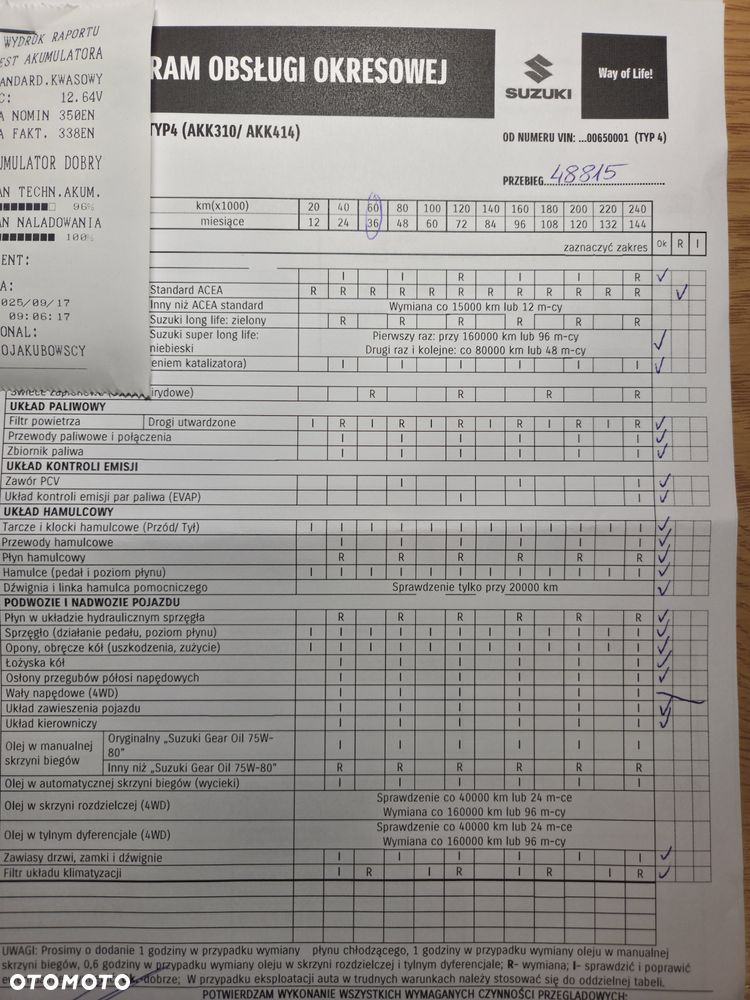 WYDRUK RAPORTU
EST AKUMULATORA
ANDARD.KWASOWY
C: 12.64V
A NOMIN 350EN
A FAKT. 338EN
UMULATOR DOBRY
AN TECHN.AKUM.
96%
AN NALADOWANIA
100%
ENT:
A:
025/09/17
09:06:17
ONAL:
OJAKUBOWSCY
RAM OBSŁUGI OKRESOWEJ
SUZUKI
Way of Life!
TYP4 (AKK310/ AKK414)
OD NUMERU VIN: ...00650001 (TYP 4)
PRZEBIEG 48815
km(x1000) 20 40 60 80 100 120 140 160 180 200 220 240
miesiące 12 24 36 48 60 72 84 96 108 120 132 144
zaznaczyć zakres Ok R I
I I R I I R
Standard ACEA R R R R R R R R R R R R
Inny niż ACEA standard Wymiana co 15000 km lub 12 m-cy
Suzuki long life: zielony R R R R R R
Suzuki super long life: niebieski Pierwszy raz: przy 160000 km lub 96 m-cy
Drugi raz i kolejne: co 80000 km lub 48 m-cy
eniem katalizatora) I I I I I I
irydowe) R R R R
UKŁAD PALIWOWY
Filtr powietrza Drogi utwardzone I R I R I R I R I R I R
Przewody paliwowe i połączenia I I I I I I
Zbiornik paliwa I I I I I I
UKŁAD KONTROLI EMISJI
Zawór PCV I I I
Układ kontroli emisji par paliwa (EVAP) I I
UKŁAD HAMULCOWY
Tarcze i klocki hamulcowe (Przód/ Tył) I I I I I I I I I I I I
Przewody hamulcowe I I I I I I
Płyn hamulcowy R R R R R R
Hamulce (pedał i poziom płynu) I I I I I I I I I I I I
Dźwignia i linka hamulca pomocniczego Sprawdzenie tylko przy 20000 km
PODWOZIE I NADWOZIE POJAZDU
Płyn w układzie hydraulicznym sprzęgła R R R R R R
Sprzęgło (działanie pedału, poziom płynu) I I I I I I I I I I I I
Opony, obręcze kół (uszkodzenia, zużycie) I I I I I I I I I I I I
Łożyska kół I I I I I I
Osłony przegubów półosi napędowych I I I I I I
Wały napędowe (4WD) I I I I I I
Układ zawieszenia pojazdu I I I I I I
Układ kierowniczy I I I I I I
Olej w manualnej skrzyni biegów Oryginalny „Suzuki Gear Oil 75W-80” I I I I I I
Inny niż „Suzuki Gear Oil 75W-80” R R R R R R
Olej w automatycznej skrzyni biegów (wycieki) I I I I I I
Olej w skrzyni rozdzielczej (4WD) Sprawdzenie co 40000 km lub 24 m-ce
Wymiana co 160000 km lub 96 m-cy
Olej w tylnym dyferencjale (4WD) Sprawdzenie co 40000 km lub 24 m-ce
Wymiana co 160000 km lub 96 m-cy
Zawiasy drzwi, zamki i dźwignie I I I I I I
Filtr układu klimatyzacji I R I R I R I R
UWAGI: Prosimy o dodanie 1 godziny w przypadku wymiany płynu chłodzącego, 1 godziny w przypadku wymiany oleju w manualnej
skrzyni biegów, 0,6 godziny w przypadku wymiany oleju w skrzyni rozdzielczej i tylnym dyferencjale; R- wymiana; I- sprawdzić i poprawić
dobrze; W przypadku eksploatacji auta w trudnych warunkach należy stosować się do oddzielnej tabeli.
POTWIERDZAM WYKONANIE WSZYSTKICH WYMAGANYCH CZYNNOŚCI PRZEGLĄDOWYCH:
OTOMOTO